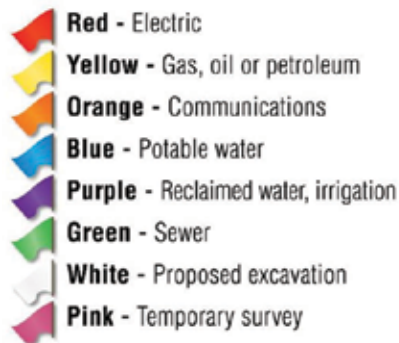 Red - Electric
Yellow - Gas, oil or petroleum
Orange - Communications
Blue - Potable water
Purple - Reclaimed water, irrigation
Green - Sewer
White - Proposed excavation
Pink - Temporary survey